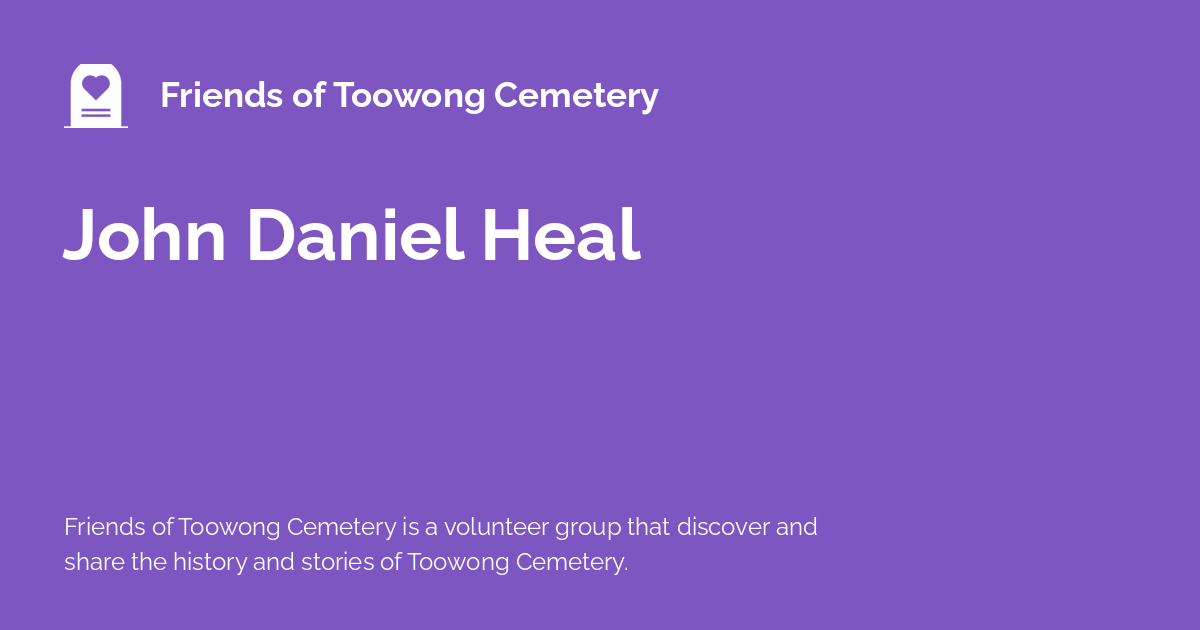 Friends of Toowong Cemetery
John Daniel Heal
Friends of Toowong Cemetery is a volunteer group that discover and
share the history and stories of Toowong Cemetery.